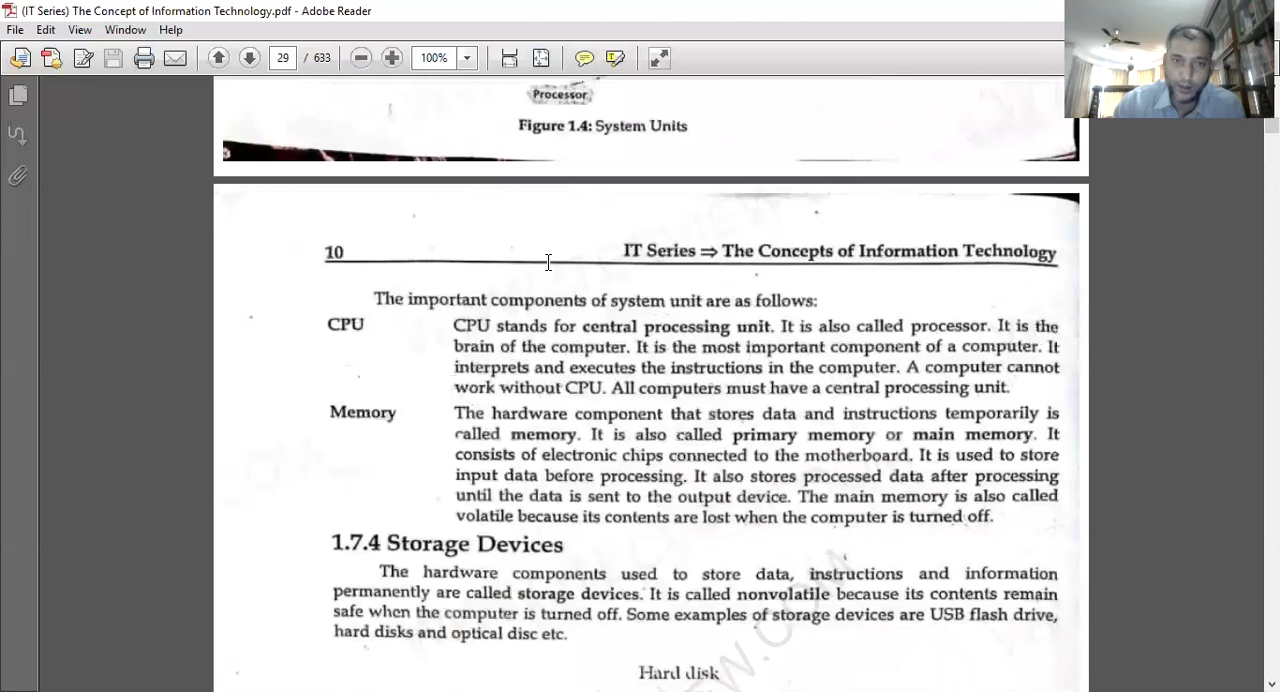 (IT Series) The Concept of Information Technology.pdf - Adobe Reader
File Edit View Window Help
29 / 633 100%
Processor
Figure 1.4: System Units
10 IT Series ⇒ The Concepts of Information Technology
The important components of system unit are as follows:
CPU CPU stands for central processing unit. It is also called processor. It is the
brain of the computer. It is the most important component of a computer. It
interprets and executes the instructions in the computer. A computer cannot
work without CPU. All computers must have a central processing unit.
Memory The hardware component that stores data and instructions temporarily is
called memory. It is also called primary memory or main memory. It
consists of electronic chips connected to the motherboard. It is used to store
input data before processing. It also stores processed data after processing
until the data is sent to the output device. The main memory is also called
volatile because its contents are lost when the computer is turned off.
1.7.4 Storage Devices
The hardware components used to store data, instructions and information
permanently are called storage devices. It is called nonvolatile because its contents remain
safe when the computer is turned off. Some examples of storage devices are USB flash drive,
hard disks and optical disc etc.
Hard disk